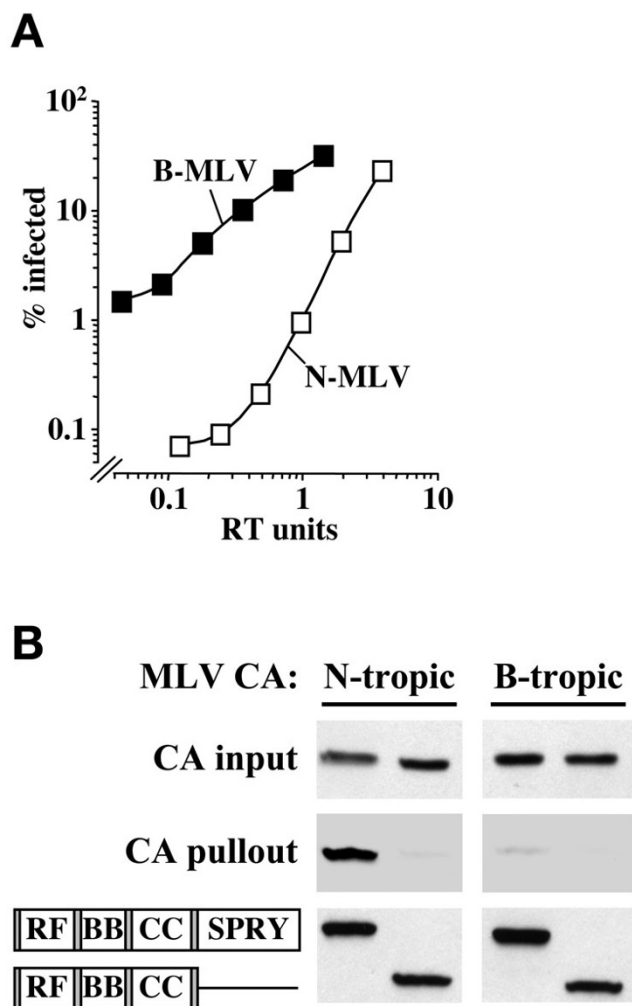 A
10²
10
1
0.1
% infected
B-MLV
N-MLV
0.1 1 10
RT units
B
MLV CA: N-tropic B-tropic
CA input
CA pullout
RF BB CC SPRY
RF BB CC